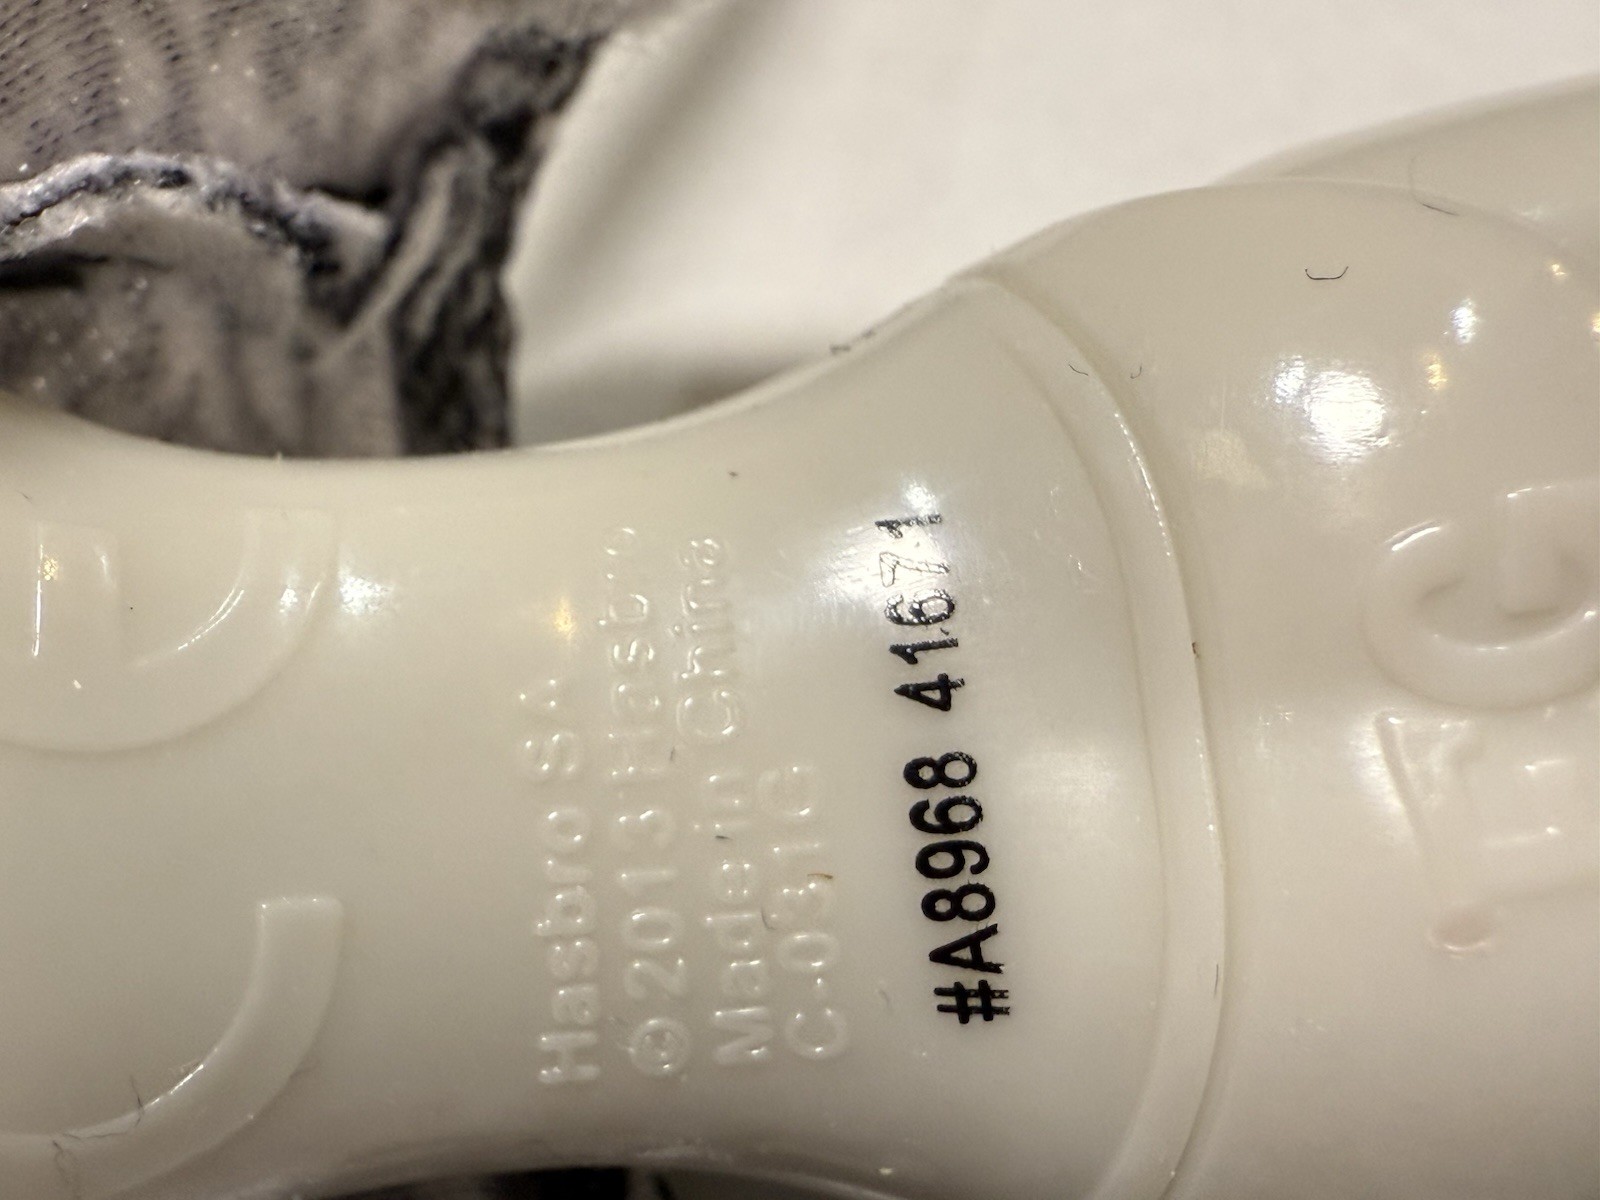 Hasbro SA
©2013 Hasbro
Made in China
C-031C
#A8968 41671